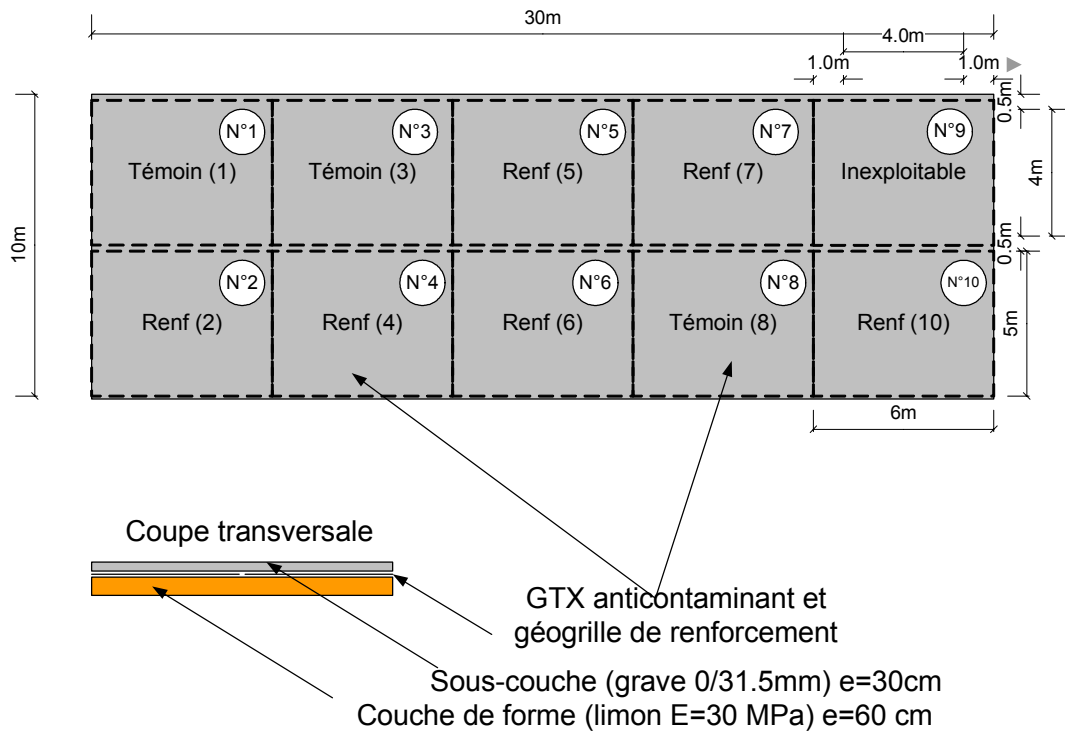 30m
4.0m
1.0m
1.0m
0.5m
N°1
N°3
N°5
N°7
N°9
Témoin (1)
Témoin (3)
Renf (5)
Renf (7)
Inexploitable
4m
10m
0.5m
N°2
N°4
N°6
N°8
N°10
Renf (2)
Renf (4)
Renf (6)
Témoin (8)
Renf (10)
5m
6m
Coupe transversale
GTX anticontaminant et
géogrille de renforcement
Sous-couche (grave 0/31.5mm) e=30cm
Couche de forme (limon E=30 MPa) e=60 cm